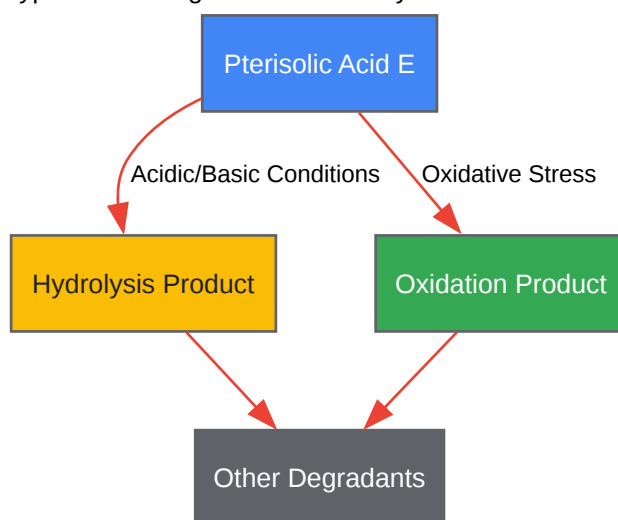 Pterisolic Acid E
Acidic/Basic Conditions
Oxidative Stress
Hydrolysis Product
Oxidation Product
Other Degradants